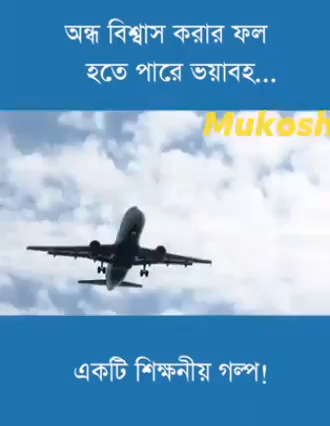 অন্ধ বিশ্বাস করার ফল
হতে পারে ভয়াবহ...
Mukosh
একটি শিক্ষনীয় গল্প!